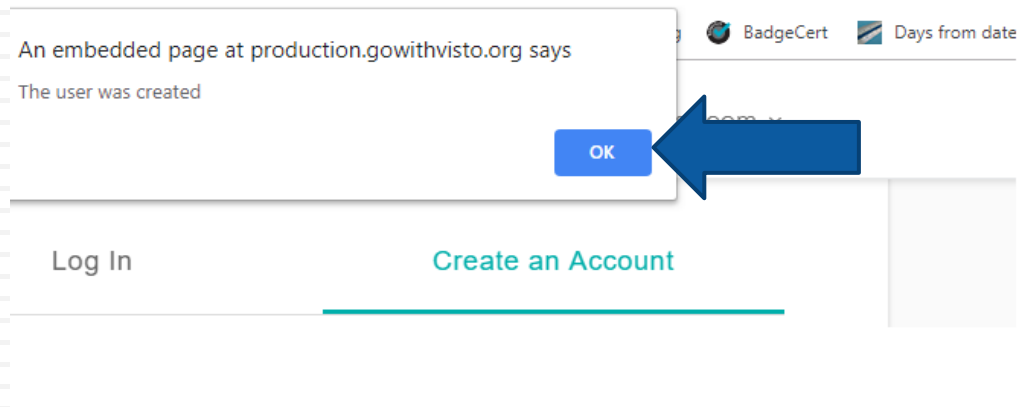 An embedded page at production.gowithvisto.org says
BadgeCert
Days from date
The user was created
OK
Log In
Create an Account